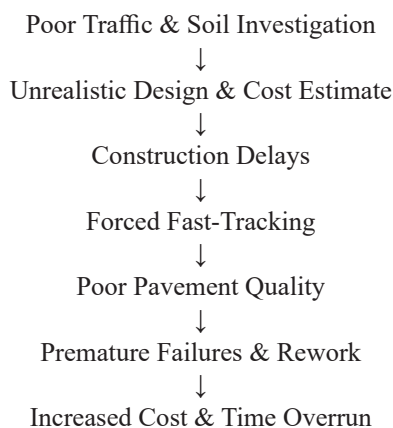 Poor Traffic & Soil Investigation
↓
Unrealistic Design & Cost Estimate
↓
Construction Delays
↓
Forced Fast-Tracking
↓
Poor Pavement Quality
↓
Premature Failures & Rework
↓
Increased Cost & Time Overrun